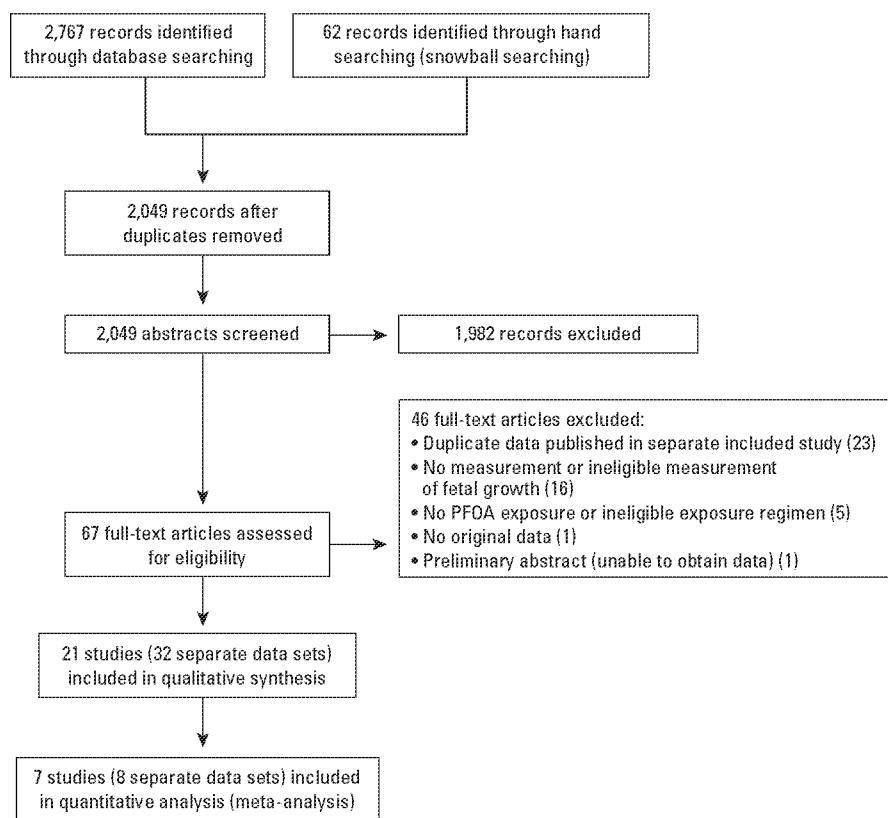 2,767 records identified
through database searching
62 records identified through hand
searching (snowball searching)
2,049 records after
duplicates removed
2,049 abstracts screened
1,982 records excluded
67 full-text articles assessed
for eligibility
46 full-text articles excluded:
• Duplicate data published in separate included study (23)
• No measurement or ineligible measurement
of fetal growth (16)
• No PFOA exposure or ineligible exposure regimen (5)
• No original data (1)
• Preliminary abstract (unable to obtain data) (1)
21 studies (32 separate data sets)
included in qualitative synthesis
7 studies (8 separate data sets) included
in quantitative analysis (meta-analysis)